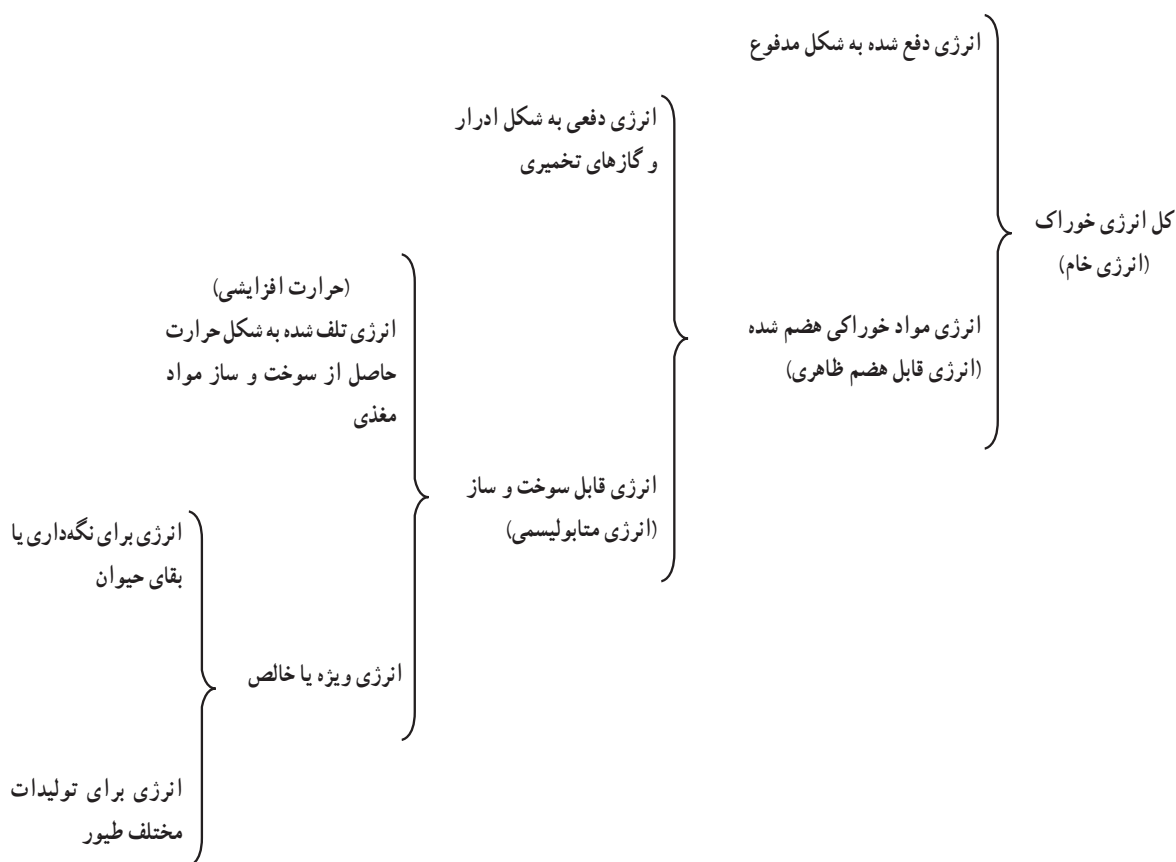 کل انرژی خوراک
(انرژی خام)
انرژی دفع شده به شکل مدفوع
انرژی مواد خوراکی هضم شده
(انرژی قابل هضم ظاهری)
انرژی دفعی به شکل ادرار
و گازهای تخمیری
انرژی قابل سوخت و ساز
(انرژی متابولیسمی)
(حرارت افزایشی)
انرژی تلف شده به شکل حرارت
حاصل از سوخت و ساز مواد
مغذی
انرژی ویژه یا خالص
انرژی برای نگه‌داری یا
بقای حیوان
انرژی برای تولیدات
مختلف طیور